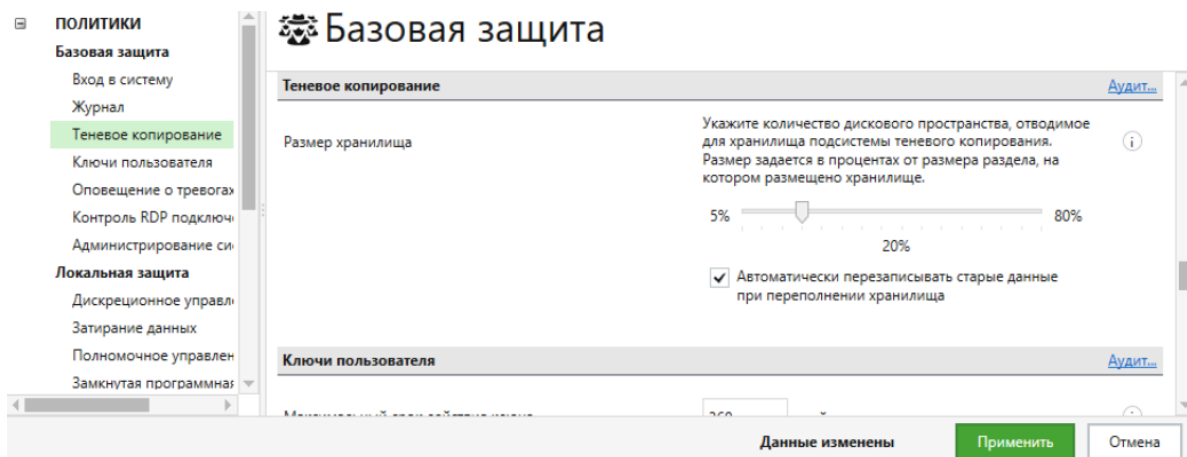 ПОЛИТИКИ
Базовая защита
Вход в систему
Журнал
Теневое копирование
Ключи пользователя
Оповещение о тревогах
Контроль RDP подключ
Администрирование си
Локальная защита
Дискреционное управл
Затирание данных
Полномочное управлен
Замкнутая программная
Базовая защита
Теневое копирование
Аудит...
Размер хранилища
Укажите количество дискового пространства, отводимое
для хранилища подсистемы теневого копирования.
Размер задается в процентах от размера раздела, на
котором размещено хранилище.
5%
80%
20%
Автоматически перезаписывать старые данные
при переполнении хранилища
Ключи пользователя
Аудит...
Данные изменены
Применить
Отмена